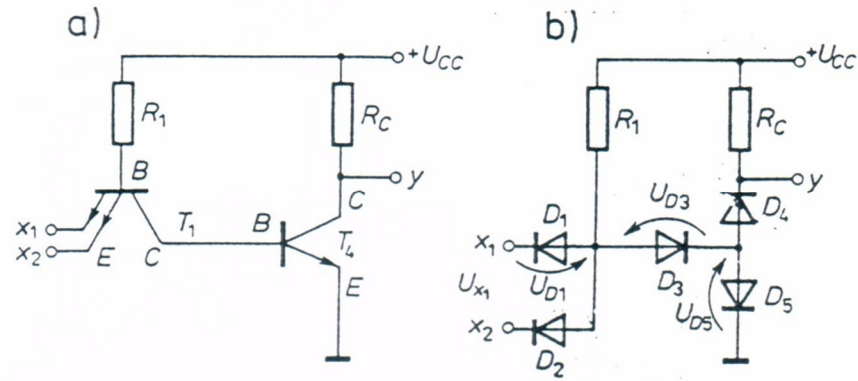 a)
+U_CC
R_1
R_C
y
B
C
x_1
x_2
E
C
T_1
B
T_4
E
b)
+U_CC
R_1
R_C
y
U_D3
D_4
D_1
x_1
U_x1
U_D1
D_3
D_5
U_D5
x_2
D_2